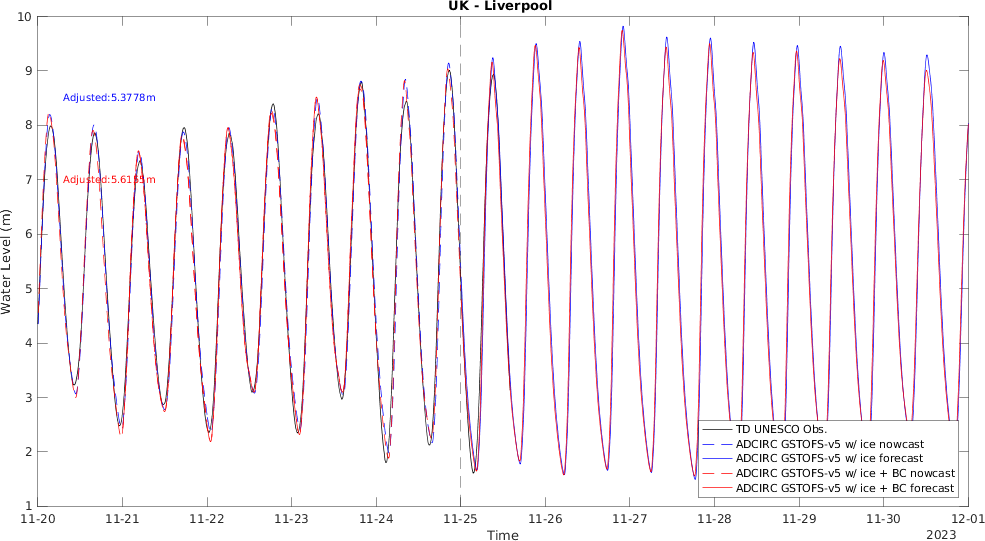 UK - Liverpool
10
9
8
7
6
5
4
3
2
1
Water Level (m)
Adjusted:5.3778m
Adjusted:5.6155m
TD UNESCO Obs.
ADCIRC GSTOFS-v5 w/ ice nowcast
ADCIRC GSTOFS-v5 w/ ice forecast
ADCIRC GSTOFS-v5 w/ ice + BC nowcast
ADCIRC GSTOFS-v5 w/ ice + BC forecast
11-20 11-21 11-22 11-23 11-24 11-25 11-26 11-27 11-28 11-29 11-30 12-01
Time
2023